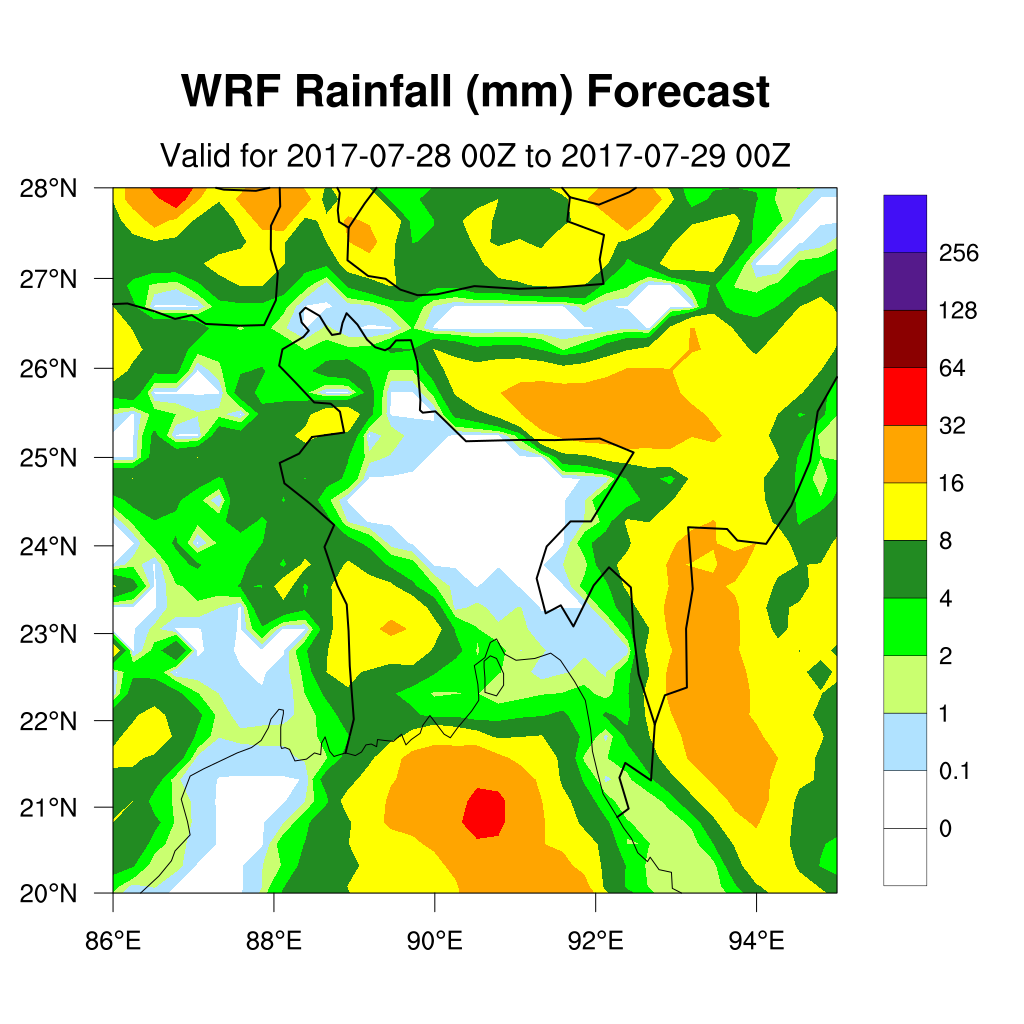 WRF Rainfall (mm) Forecast
Valid for 2017-07-28 00Z to 2017-07-29 00Z
28°N
27°N
26°N
25°N
24°N
23°N
22°N
21°N
20°N
86°E 88°E 90°E 92°E 94°E
256
128
64
32
16
8
4
2
1
0.1
0